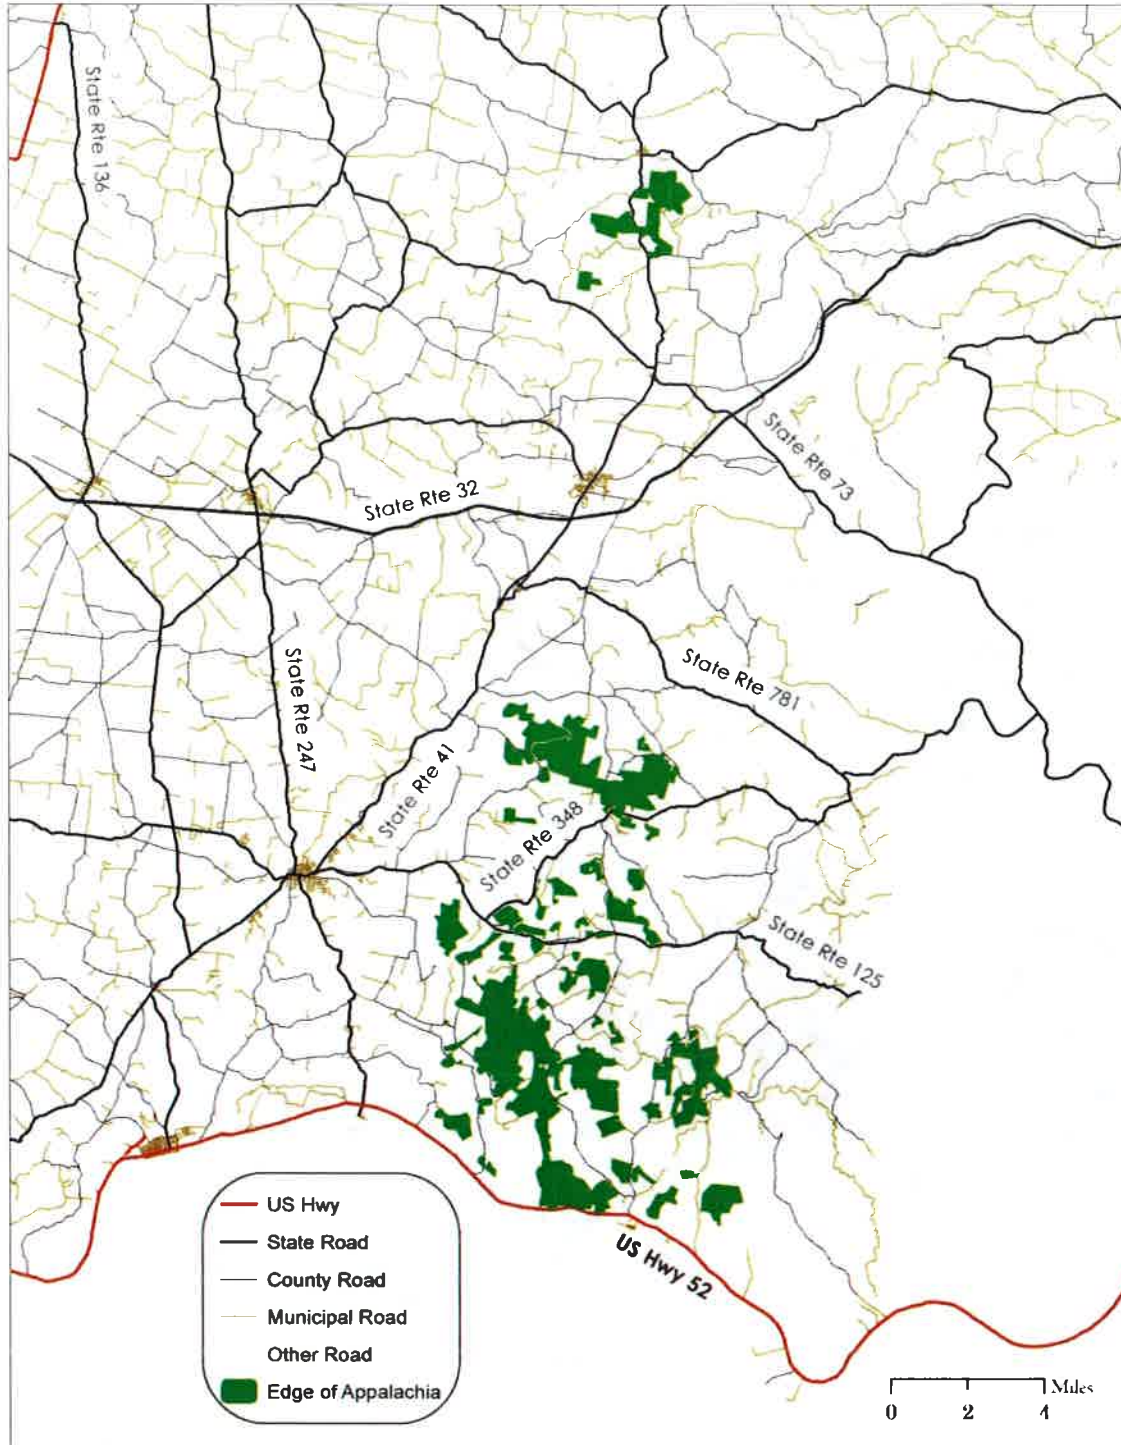 State Rte 136
State Rte 32
State Rte 73
State Rte 247
State Rte 781
State Rte 41
State Rte 348
State Rte 125
US Hwy 52
US Hwy
State Road
County Road
Municipal Road
Other Road
Edge of Appalachia
Miles
0 2 4